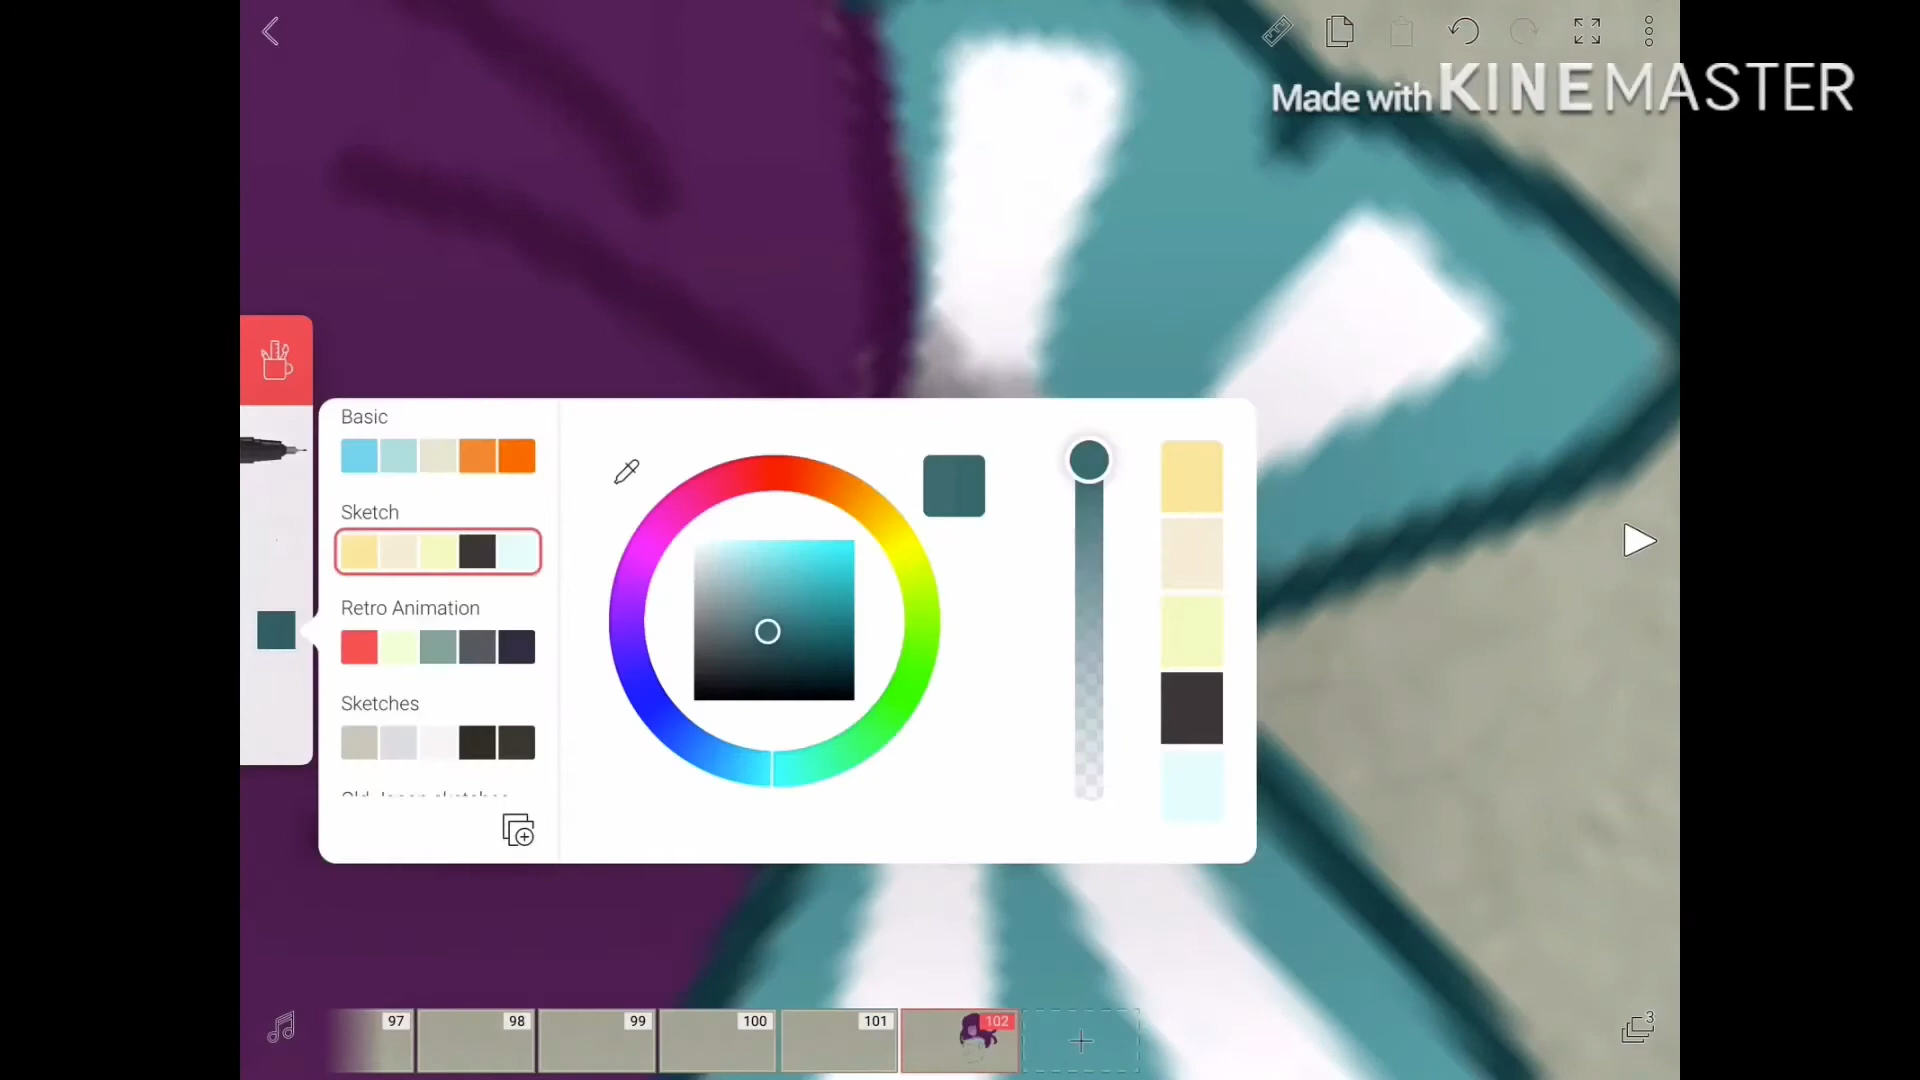 Made with KINEMASTER
Basic
Sketch
Retro Animation
Sketches
97
98
99
100
101
102
3